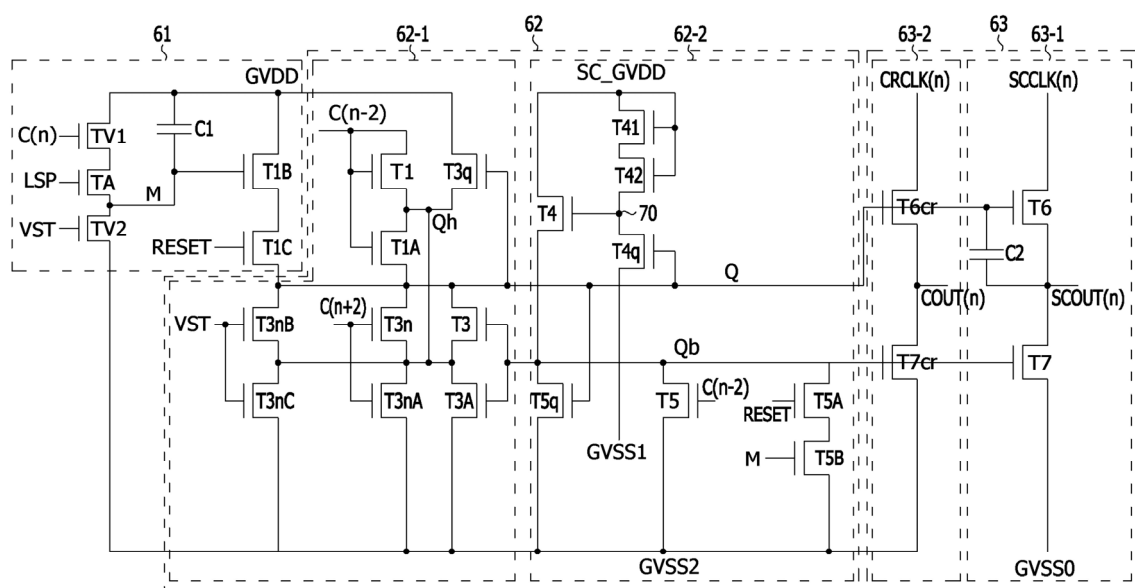 61
62-1
62
62-2
63-2
63
63-1
GVDD
SC_GVDD
CRCLK(n)
SCCLK(n)
C(n-2)
C(n)
TV1
C1
T41
LSP
TA
T1B
T1
T3q
T42
M
VST
TV2
Qh
T4
70
T6cr
T6
RESET
T1C
T1A
T4q
C2
Q
COUT(n)
SCOUT(n)
VST
T3nB
C(n+2)
T3n
T3
Qb
T7cr
T7
T3nC
T3nA
T3A
T5q
T5
C(n-2)
RESET
T5A
GVSS1
M
T5B
GVSS2
GVSS0